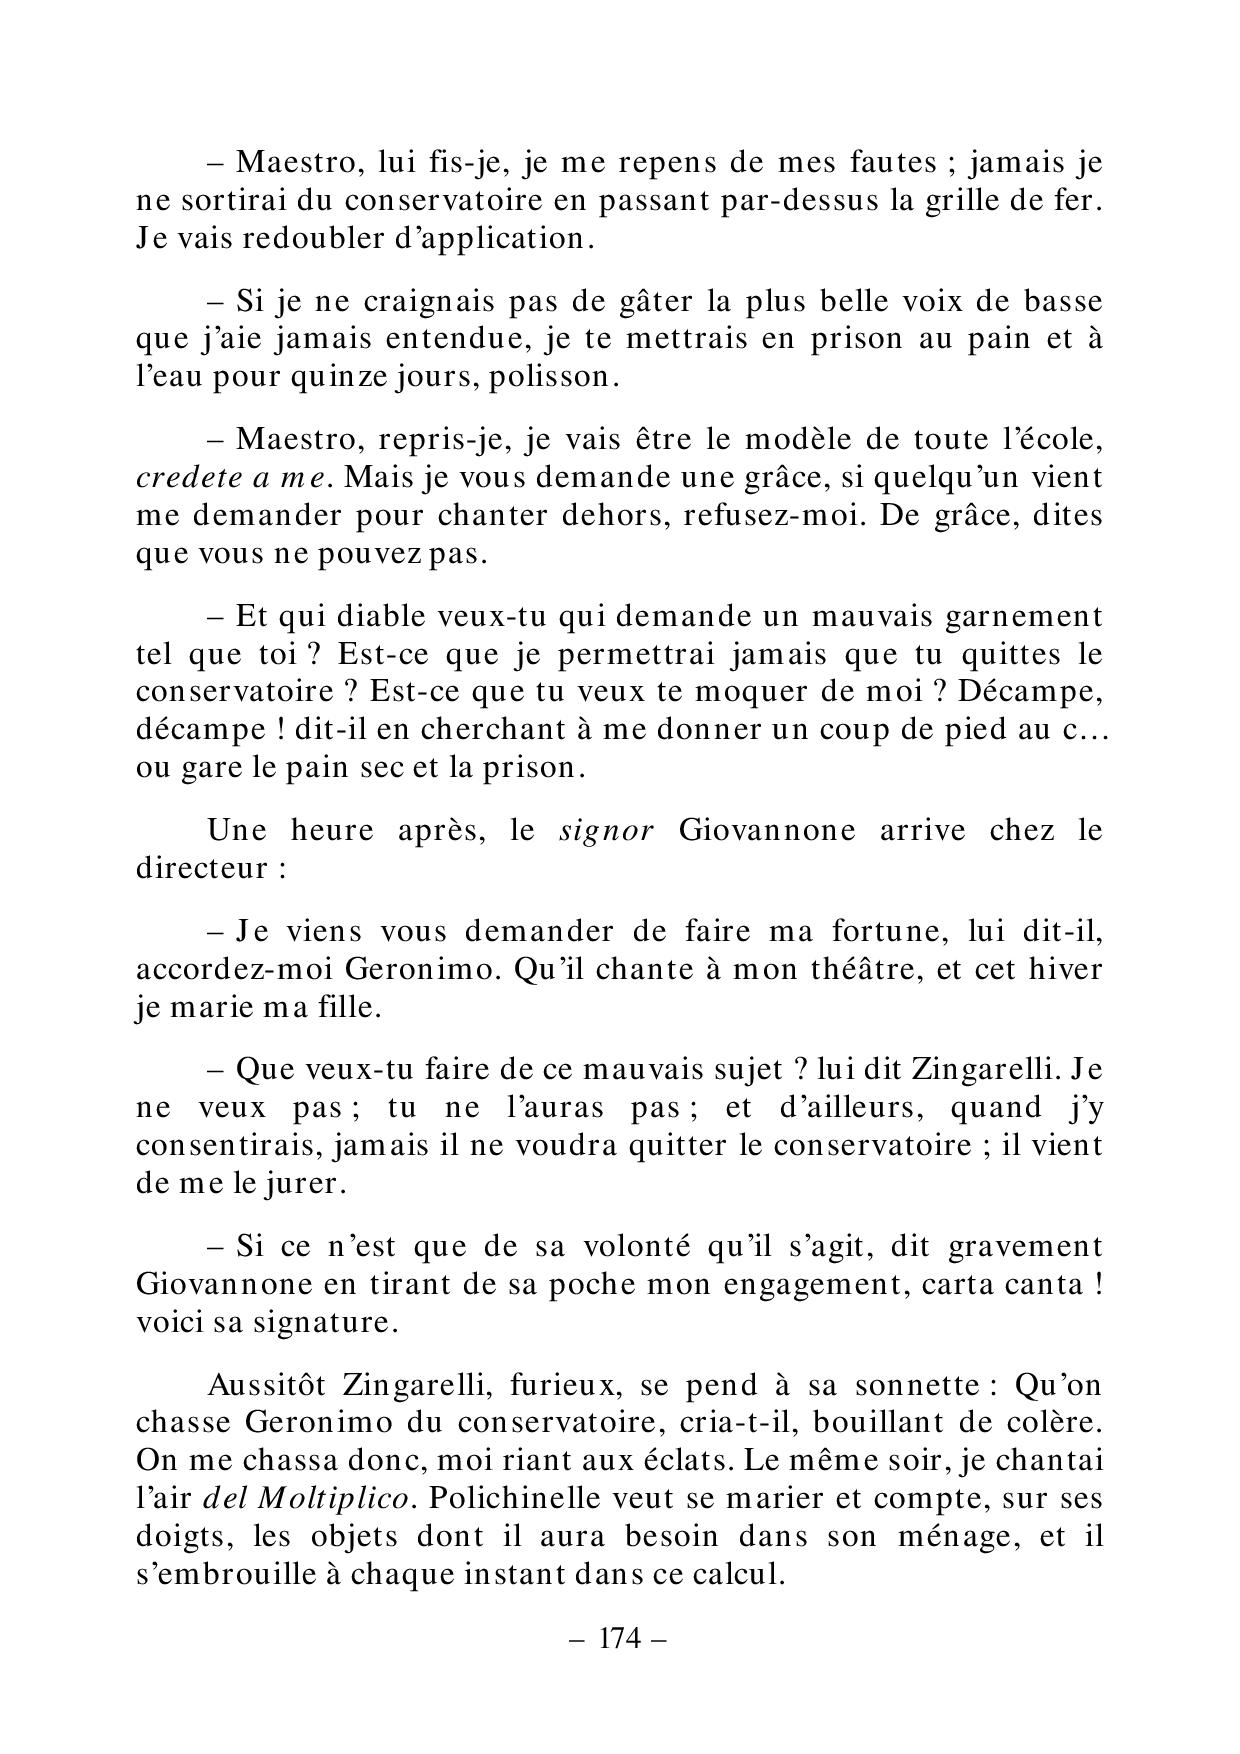 – Maestro, lui fis-je, je me repens de mes fautes ; jamais je
ne sortirai du conservatoire en passant par-dessus la grille de fer.
Je vais redoubler d’application.
– Si je ne craignais pas de gâter la plus belle voix de basse
que j’aie jamais entendue, je te mettrais en prison au pain et à
l’eau pour quinze jours, polisson.
– Maestro, repris-je, je vais être le modèle de toute l’école,
credete a me. Mais je vous demande une grâce, si quelqu’un vient
me demander pour chanter dehors, refusez-moi. De grâce, dites
que vous ne pouvez pas.
– Et qui diable veux-tu qui demande un mauvais garnement
tel que toi ? Est-ce que je permettrai jamais que tu quittes le
conservatoire ? Est-ce que tu veux te moquer de moi ? Décampe,
décampe ! dit-il en cherchant à me donner un coup de pied au c…
ou gare le pain sec et la prison.
Une heure après, le signor Giovannone arrive chez le
directeur :
– Je viens vous demander de faire ma fortune, lui dit-il,
accordez-moi Geronimo. Qu’il chante à mon théâtre, et cet hiver
je marie ma fille.
– Que veux-tu faire de ce mauvais sujet ? lui dit Zingarelli. Je
ne veux pas ; tu ne l’auras pas ; et d’ailleurs, quand j’y
consentirais, jamais il ne voudra quitter le conservatoire ; il vient
de me le jurer.
– Si ce n’est que de sa volonté qu’il s’agit, dit gravement
Giovannone en tirant de sa poche mon engagement, carta canta !
voici sa signature.
Aussitôt Zingarelli, furieux, se pend à sa sonnette : Qu’on
chasse Geronimo du conservatoire, cria-t-il, bouillant de colère.
On me chassa donc, moi riant aux éclats. Le même soir, je chantai
l’air del Moltiplico. Polichinelle veut se marier et compte, sur ses
doigts, les objets dont il aura besoin dans son ménage, et il
s’embrouille à chaque instant dans ce calcul.
– 174 –